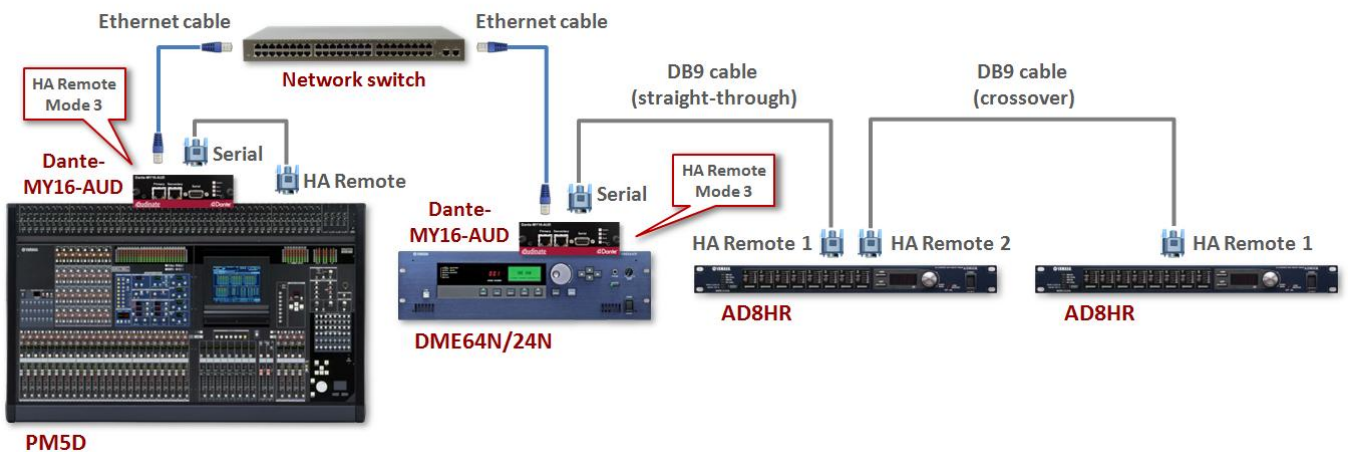 Ethernet cable
Ethernet cable
Network switch
HA Remote
Mode 3
DB9 cable
(straight-through)
DB9 cable
(crossover)
Dante-
MY16-AUD
Serial
HA Remote
Dante-
MY16-AUD
Serial
HA Remote
Mode 3
HA Remote 1
HA Remote 2
HA Remote 1
AD8HR
AD8HR
DME64N/24N
PM5D